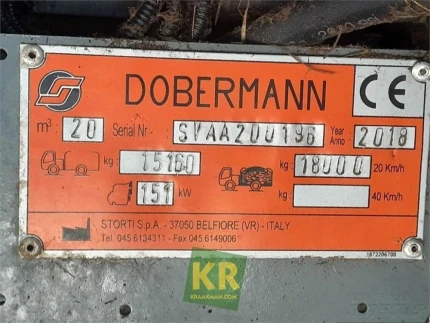 DOBERMANN
CE
m³ 20 Serial Nr- SVAA200196 Year Anno 2018
kg: 15160 kg: 18000 20 Km/h
151 kW kg: 40 Km/h
STORTI S.p.A. - 37050 BELFIORE (VR) - ITALY
Tel. 045 6134311 - Fax 045 6149006
KR
KRAAKMAN.COM